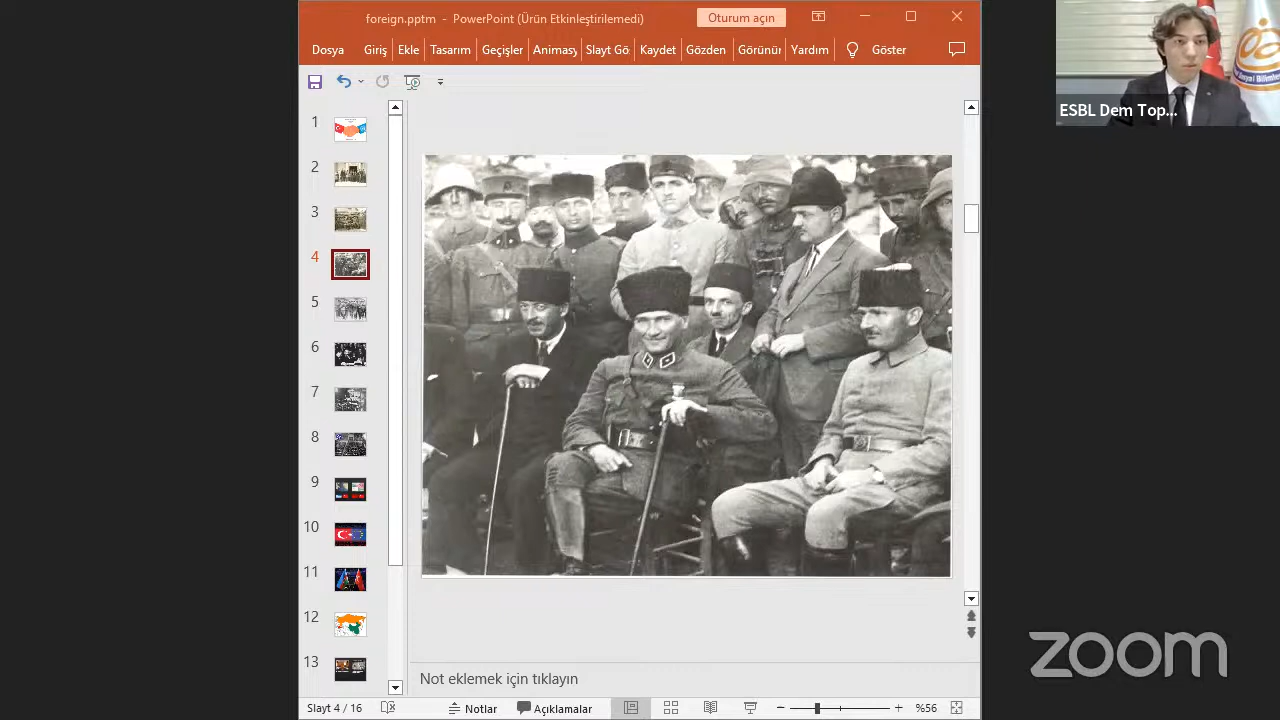 foreign.pptm - PowerPoint (Ürün Etkinleştirilemedi)
Oturum açın
Dosya Giriş Ekle Tasarım Geçişler Animasy Slayt Gö Kaydet Gözden Görünür Yardım Göster
ESBL Dem Top...
1
2
3
4
5
6
7
8
9
10
11
12
13
Not eklemek için tıklayın
Slayt 4 / 16 Notlar Açıklamalar %56
zoom